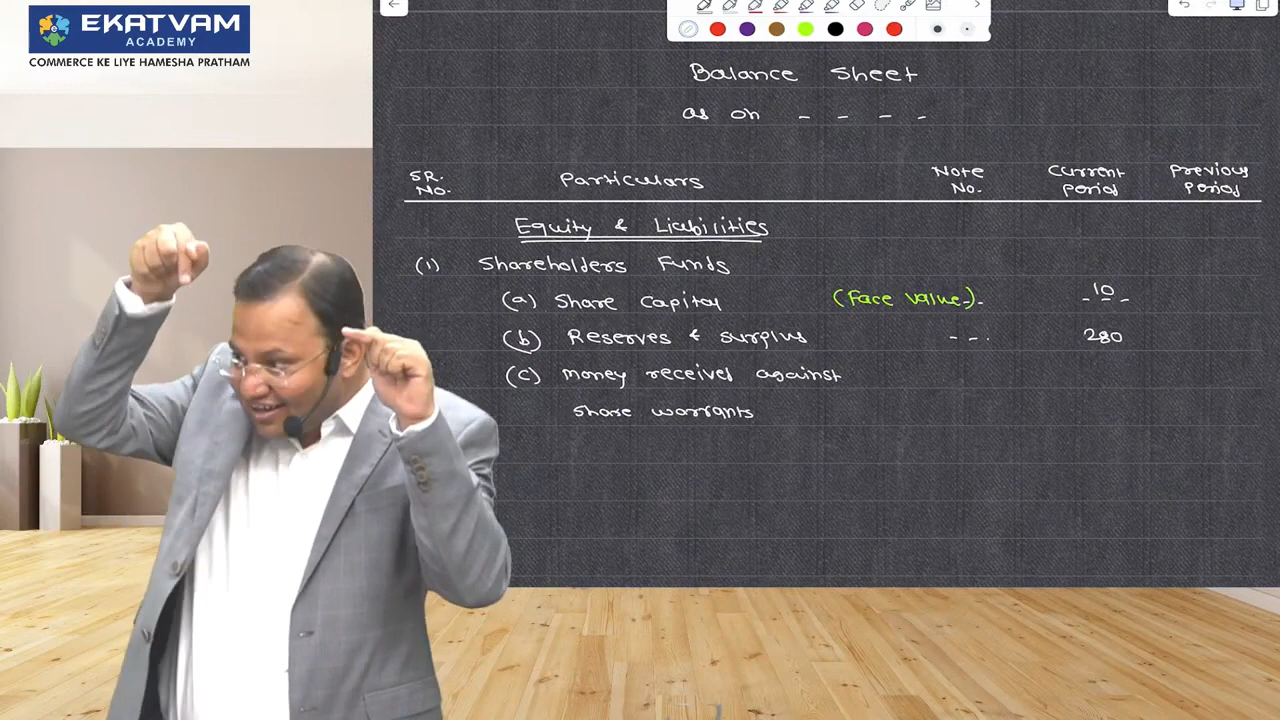 EKATVAM
ACADEMY
COMMERCE KE LIYE HAMESHA PRATHAM
Balance Sheet
as on - - - -
SR. No. Particulars Note No. Current Period Previous Period
Equity & Liabilities
(1) Shareholders Funds
(a) Share Capital (Face Value) 10
(b) Reserves & surplus --. 280
(c) money received against
share warrants